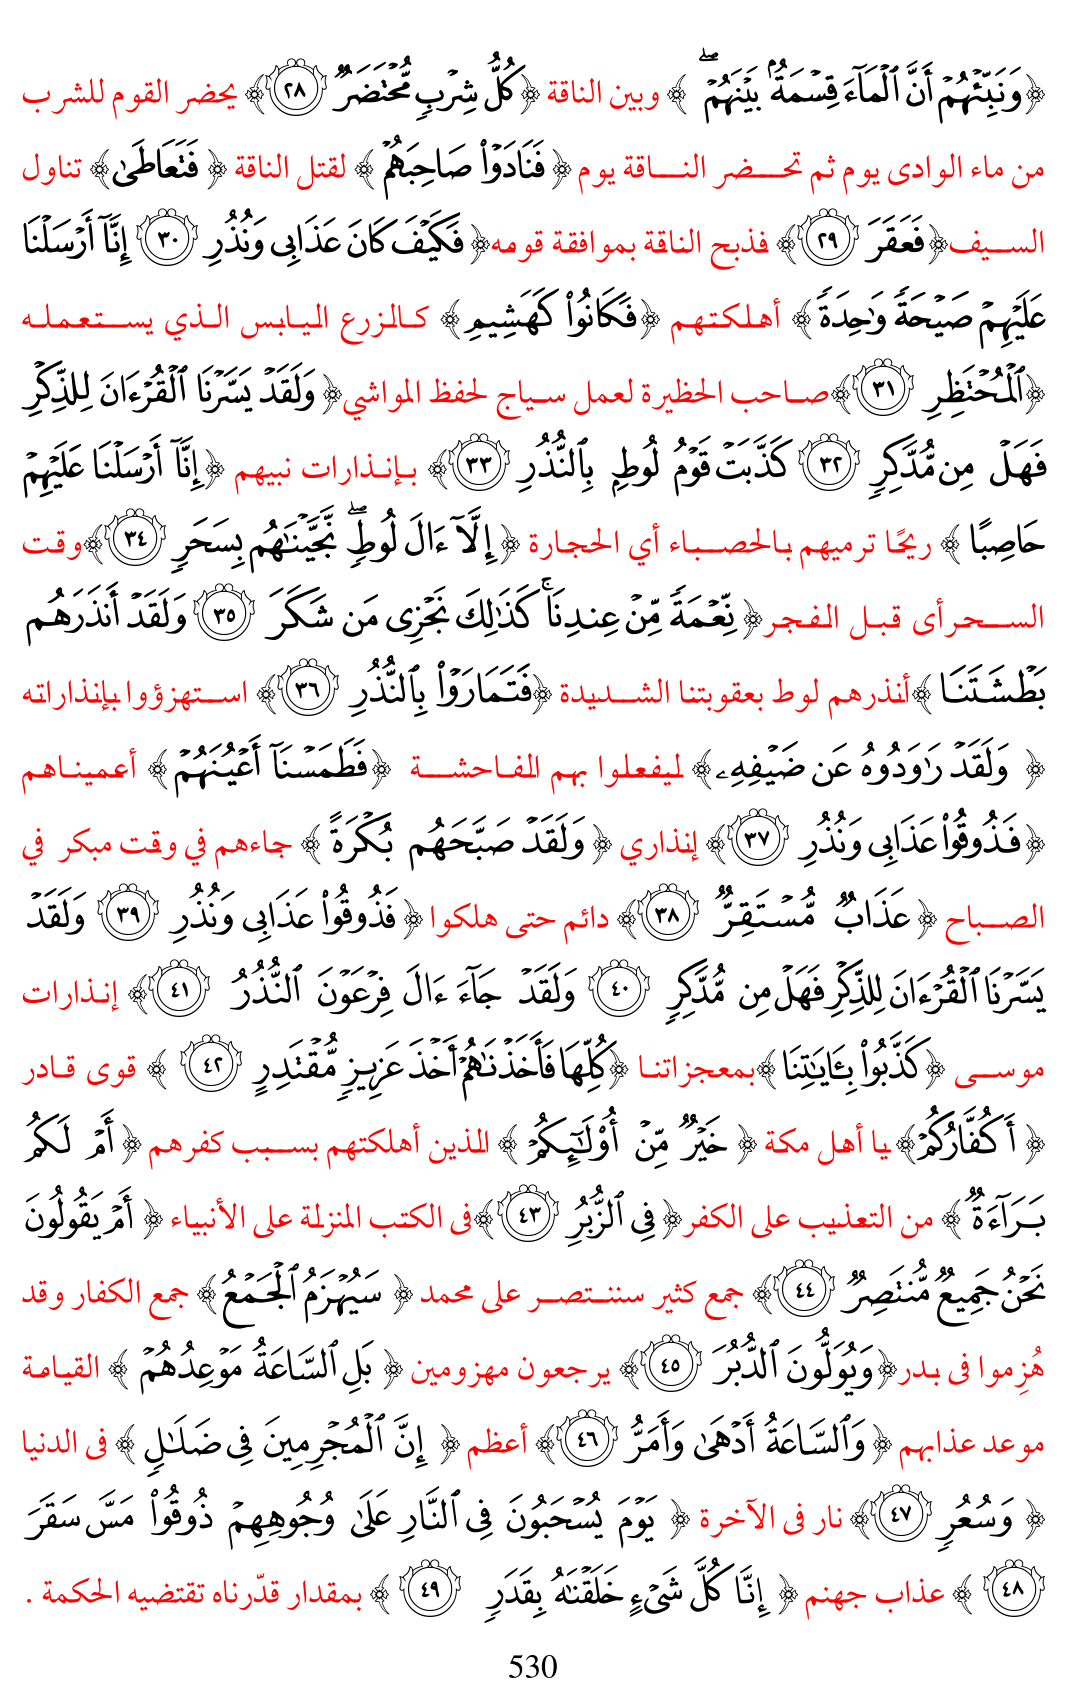 ﴿وَنَبِّئْهُمْ أَنَّ ٱلْمَآءَ قِسْمَةٌۢ بَيْنَهُمْ ۖ ﴾ وبين الناقة ﴿كُلُّ شِرْبٍ مُّحْتَضَرٌ ٢٨﴾ يحضر القوم للشرب
من ماء الوادى يوم ثم تحضر الناقة يوم ﴿فَنَادَوْا۟ صَاحِبَهُمْ ﴾ لقتل الناقة ﴿ فَتَعَاطَىٰ﴾ تناول
السيف﴿فَعَقَرَ ٢٩﴾ فذبح الناقة بموافقة قومه﴿ فَكَيْفَ كَانَ عَذَابِى وَنُذُرِ ٣٠ إِنَّآ أَرْسَلْنَا
عَلَيْهِمْ صَيْحَةً وَٰحِدَةً ﴾ أهلكتهم ﴿فَكَانُوا۟ كَهَشِيمِ ﴾ كالزرع اليابس الذي يستعمله
﴿ٱلْمُحْتَظِرِ ٣١﴾صاحب الحظيرة لعمل سياج لحفظ المواشي﴿ وَلَقَدْ يَسَّرْنَا ٱلْقُرْءَانَ لِلذِّكْرِ
فَهَلْ مِن مُّدَّكِرٍ ٣٢ كَذَّبَتْ قَوْمُ لُوطٍۭ بِٱلنُّذُرِ ٣٣﴾ بإنذارات نبيهم ﴿إِنَّآ أَرْسَلْنَا عَلَيْهِمْ
حَاصِبًا ﴾ ريحًا ترميهم بالحصباء أي الحجارة ﴿ إِلَّآ ءَالَ لُوطٍ ۖ نَّجَّيْنَٰهُم بِسَحَرٍ ٣٤﴾وقت
السحر أى قبل الفجر﴿ نِّعْمَةً مِّنْ عِندِنَا ۚ كَذَٰلِكَ نَجْزِى مَن شَكَرَ ٣٥ وَلَقَدْ أَنذَرَهُم
بَطْشَتَنَا ﴾أنذرهم لوط بعقوبتنا الشديدة ﴿فَتَمَارَوْا۟ بِٱلنُّذُرِ ٣٦﴾ استهزؤوا بإنذاراته
﴿ وَلَقَدْ رَٰوَدُوهُ عَن ضَيْفِهِۦ﴾ ليفعلوا بهم الفاحشة ﴿فَطَمَسْنَآ أَعْيُنَهُمْ ﴾ أعميناهم
﴿فَذُوقُوا۟ عَذَابِى وَنُذُرِ ٣٧﴾ إنذاري ﴿ وَلَقَدْ صَبَّحَهُم بُكْرَةً ﴾ جاءهم في وقت مبكر في
الصباح ﴿ عَذَابٌ مُّسْتَقِرٌّ ٣٨﴾ دائم حتى هلكوا ﴿فَذُوقُوا۟ عَذَابِى وَنُذُرِ ٣٩ وَلَقَدْ
يَسَّرْنَا ٱلْقُرْءَانَ لِلذِّكْرِ فَهَلْ مِن مُّدَّكِرٍ ٤٠ وَلَقَدْ جَآءَ ءَالَ فِرْعَوْنَ ٱلنُّذُرُ ٤١﴾ إنذارات
موسى ﴿كَذَّبُوا۟ بِـَٔايَٰتِنَا﴾بمعجزاتنا ﴿كُلِّهَا فَأَخَذْنَٰهُمْ أَخْذَ عَزِيزٍ مُّقْتَدِرٍ ٤٢ ﴾ قوى قادر
﴿ أَكُفَّارُكُمْ﴾ يا أهل مكة ﴿ خَيْرٌ مِّنْ أُو۟لَٰٓئِكُمْ ﴾ الذين أهلكتهم بسبب كفرهم ﴿ أَمْ لَكُم
بَرَآءَةٌ ﴾ من التعذيب على الكفر﴿ فِى ٱلزُّبُرِ ٤٣﴾فى الكتب المنزلة على الأنبياء ﴿ أَمْ يَقُولُونَ
نَحْنُ جَمِيعٌ مُّنتَصِرٌ ٤٤﴾ جمع كثير سننتصر على محمد ﴿ سَيُهْزَمُ ٱلْجَمْعُ﴾ جمع الكفار وقد
هُزِموا فى بدر﴿وَيُوَلُّونَ ٱلدُّبُرَ ٤٥﴾ يرجعون مهزومين ﴿ بَلِ ٱلسَّاعَةُ مَوْعِدُهُمْ ﴾ القيامة
موعد عذابهم ﴿وَٱلسَّاعَةُ أَدْهَىٰ وَأَمَرُّ ٤٦﴾ أعظم ﴿ إِنَّ ٱلْمُجْرِمِينَ فِى ضَلَٰلٍ ﴾ فى الدنيا
﴿ وَسُعُرٍ ٤٧﴾ نار فى الآخرة ﴿ يَوْمَ يُسْحَبُونَ فِى ٱلنَّارِ عَلَىٰ وُجُوهِهِمْ ذُوقُوا۟ مَسَّ سَقَرَ
٤٨ ﴾ عذاب جهنم ﴿ إِنَّا كُلَّ شَىْءٍ خَلَقْنَٰهُ بِقَدَرٍ ٤٩ ﴾ بمقدار قدّرناه تقتضيه الحكمة .
530